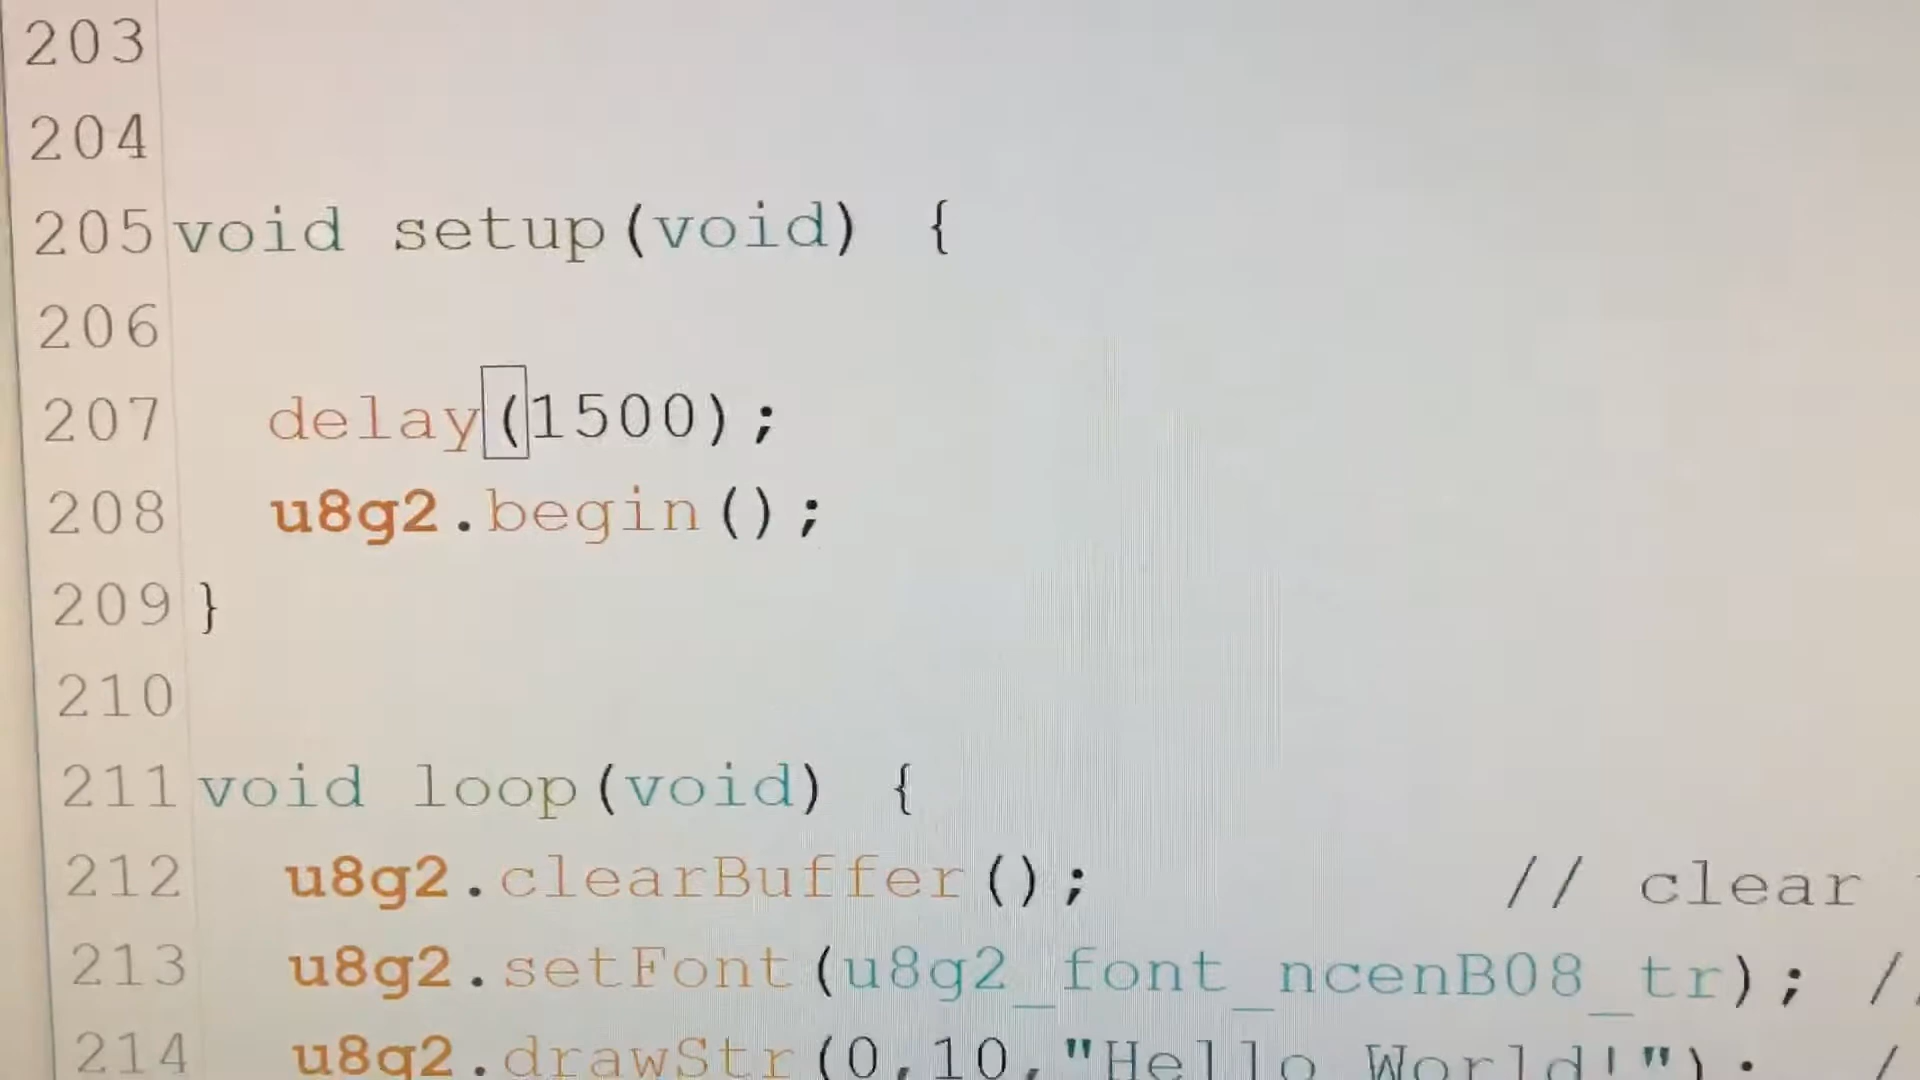 203
204
205 void setup(void) {
206
207 delay(1500);
208 u8g2.begin();
209 }
210
211 void loop(void) {
212 u8g2.clearBuffer(); // clear
213 u8g2.setFont(u8g2_font_ncenB08_tr); //
214 u8g2.drawStr(0,10,"Hello World!"); /